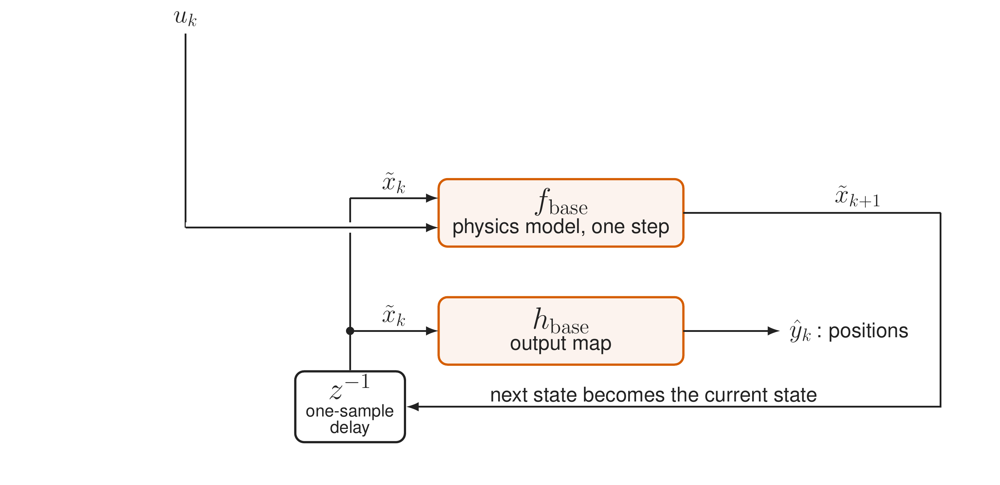 u_k
x̃_k
f_base
physics model, one step
x̃_{k+1}
x̃_k
h_base
output map
ŷ_k : positions
z^{-1}
one-sample
delay
next state becomes the current state